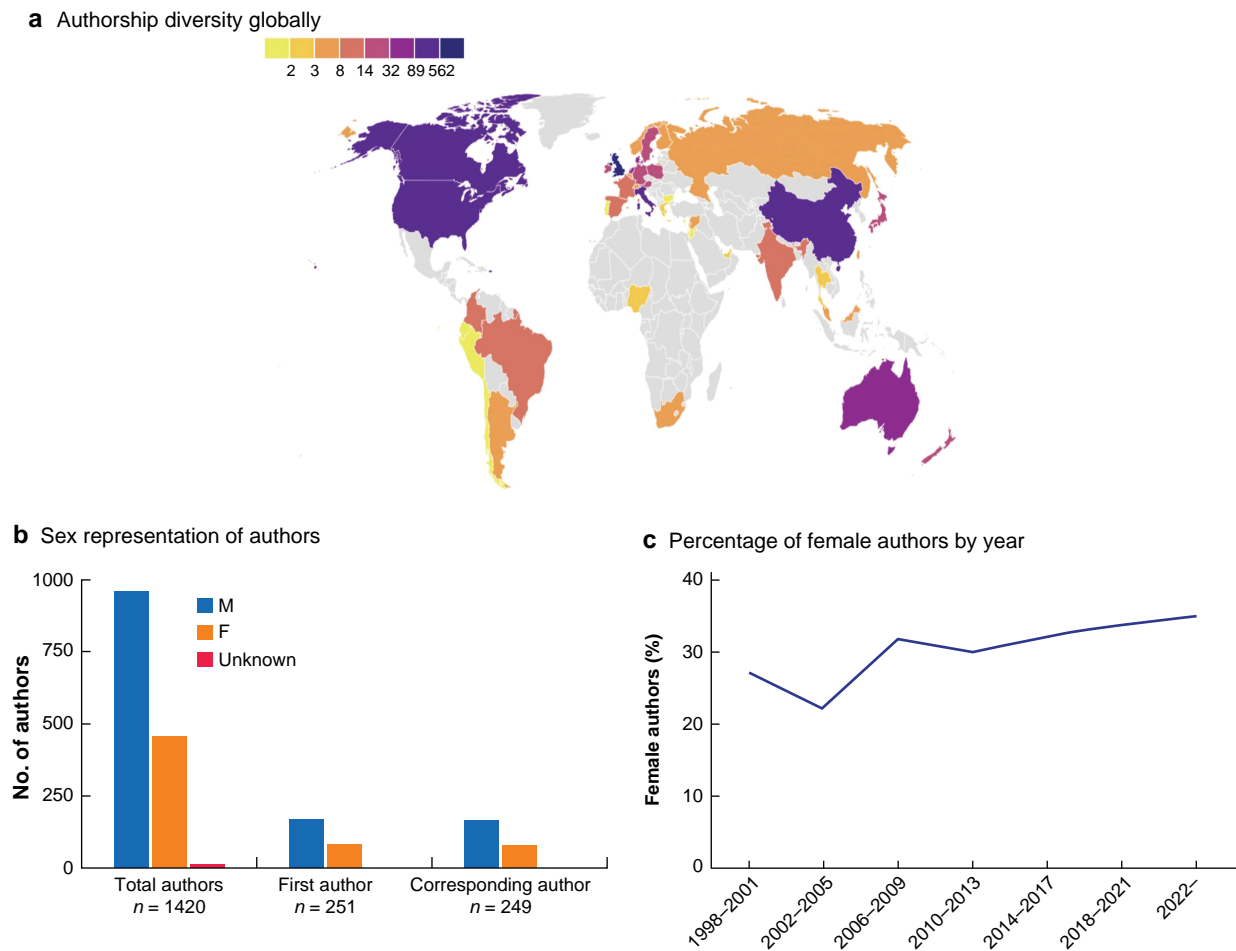 a Authorship diversity globally
2 3 8 14 32 89 562
b Sex representation of authors
1000
750
500
250
0
No. of authors
M
F
Unknown
Total authors
n = 1420
First author
n = 251
Corresponding author
n = 249
c Percentage of female authors by year
40
30
20
10
0
Female authors (%)
1998–2001
2002–2005
2006–2009
2010–2013
2014–2017
2018–2021
2022–